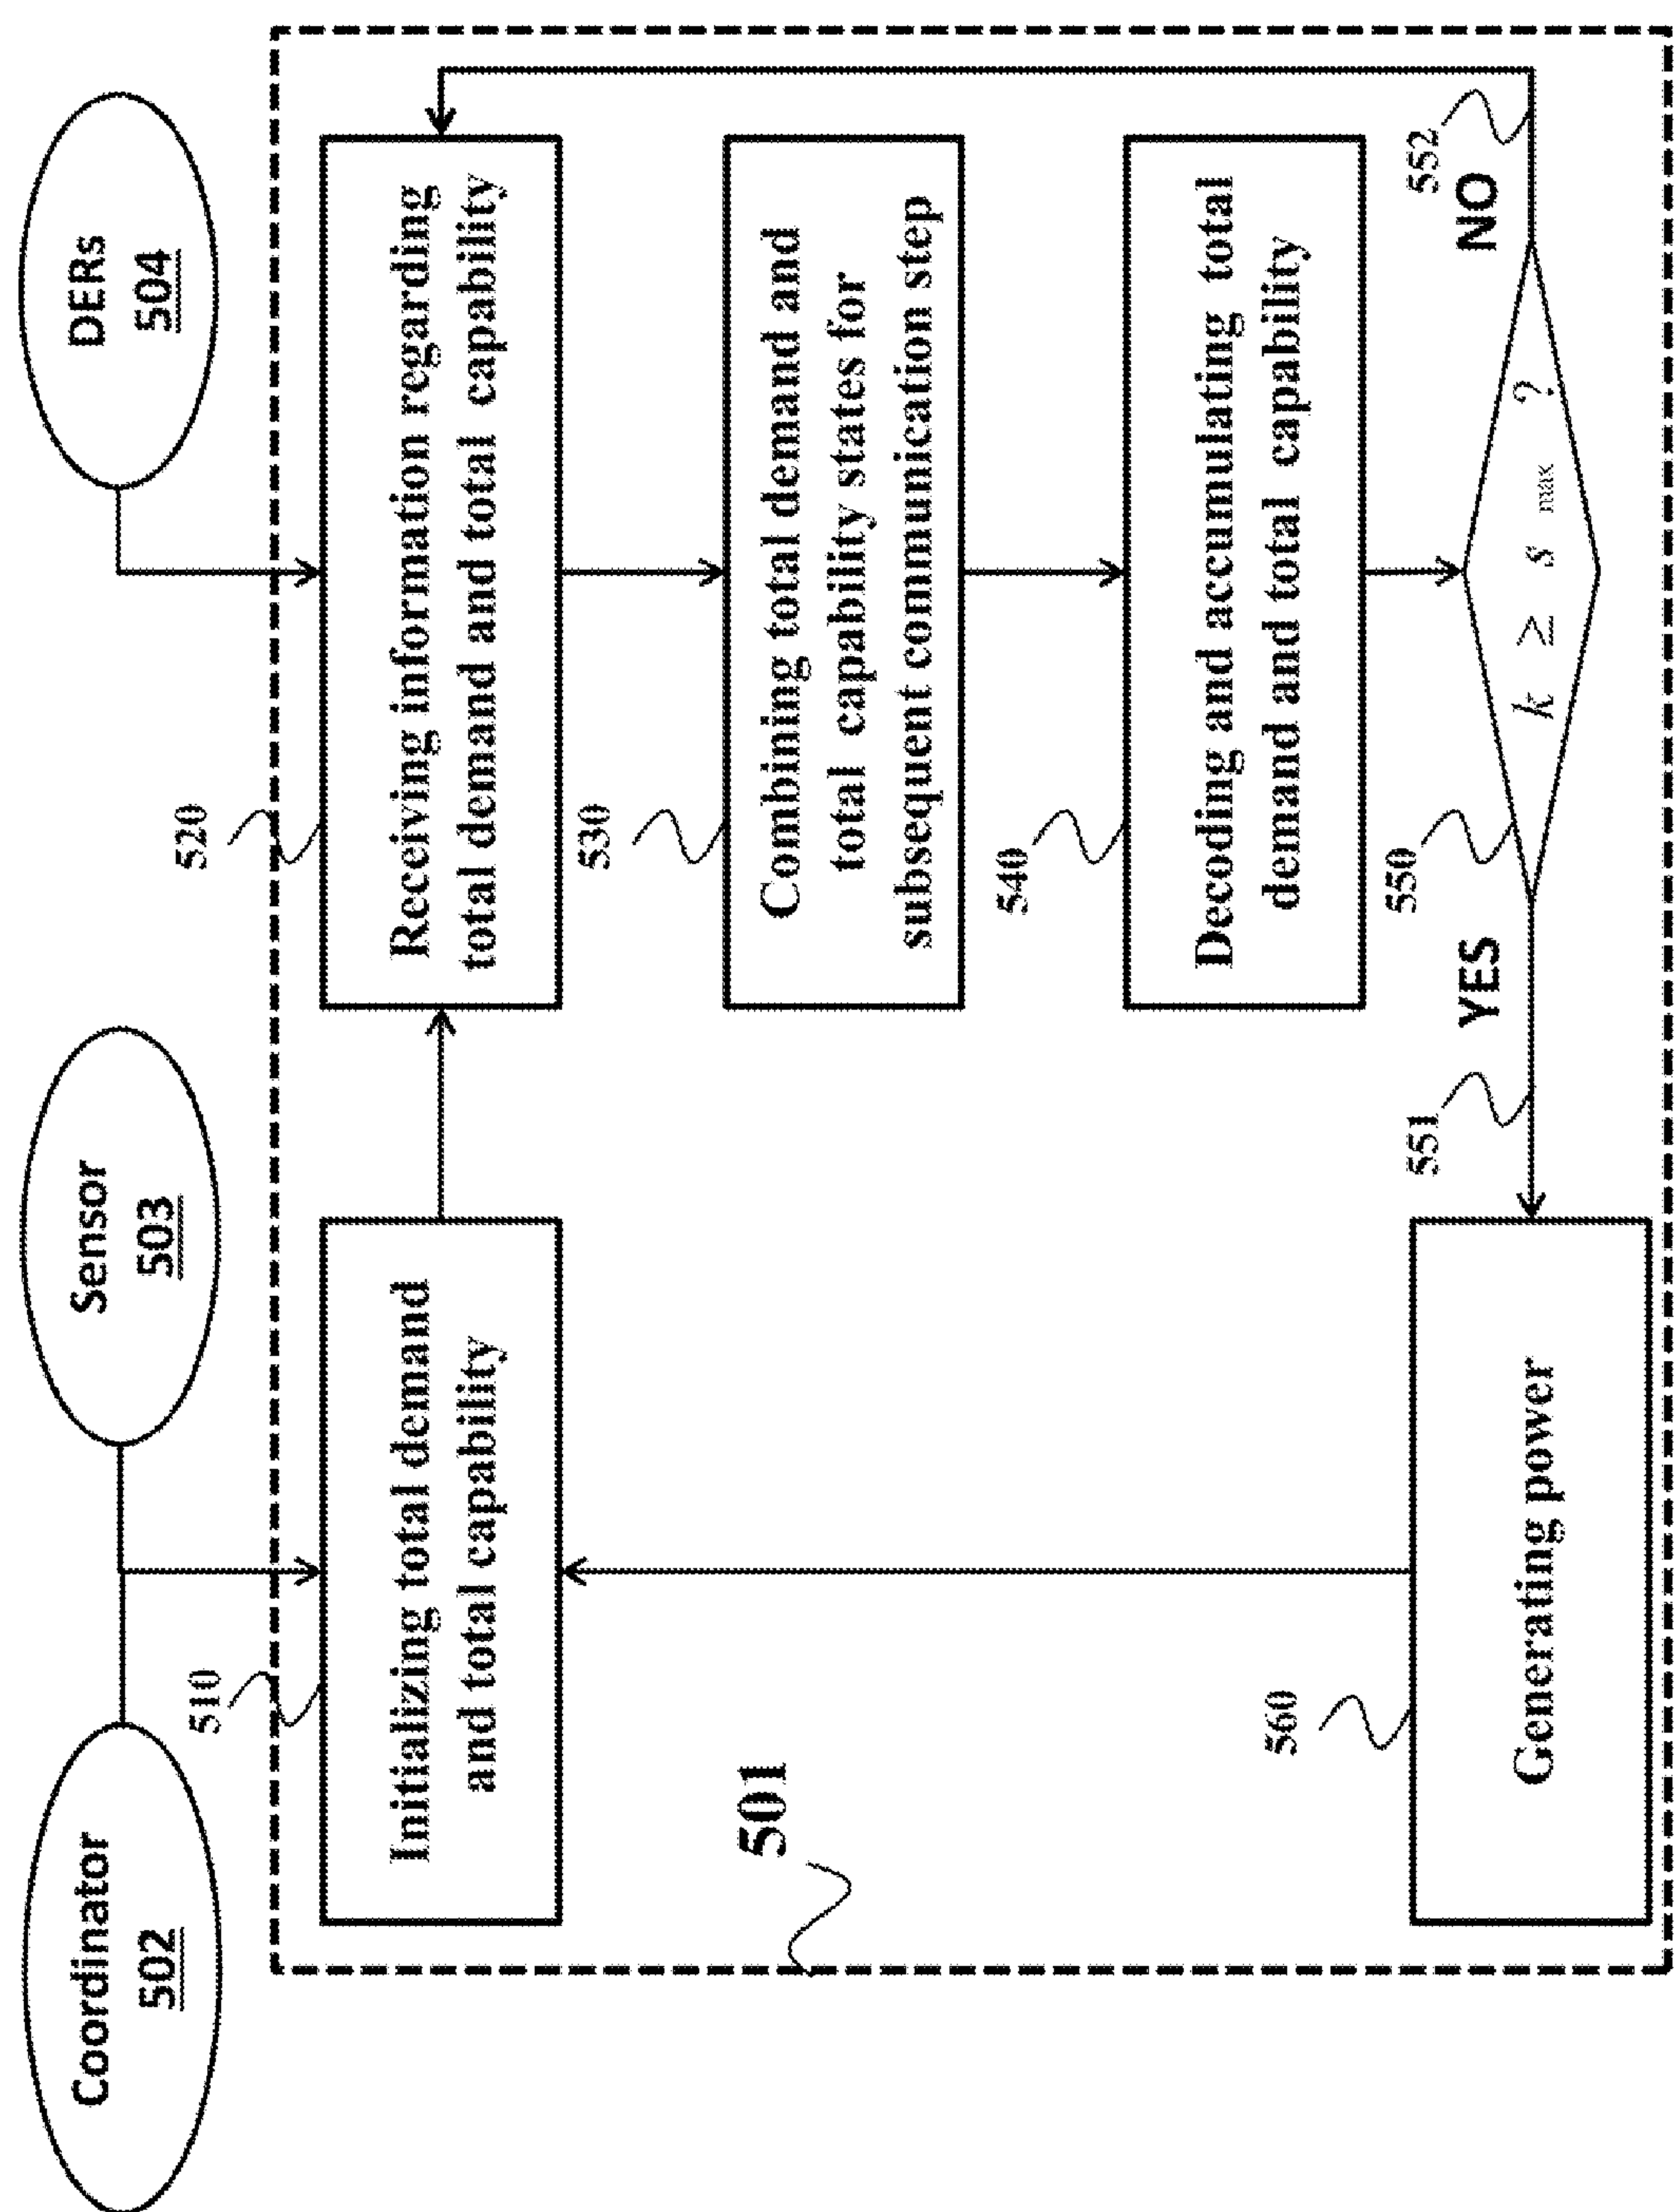 Coordinator
502
Sensor
503
DERs
504
510
Initializing total demand
and total capability
520
Receiving information regarding
total demand and total capability
501
530
Combining total demand and
total capability states for
subsequent communication step
540
Decoding and accumulating total
demand and total capability
560
Generating power
551
YES
550
k ≥ s max ?
552
NO